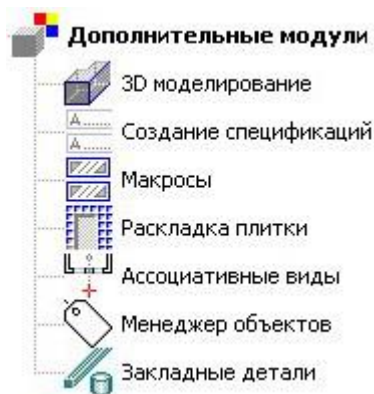 Дополнительные модули
3D моделирование
A......
A......
Создание спецификаций
Макросы
Раскладка плитки
Ассоциативные виды
Менеджер объектов
Закладные детали